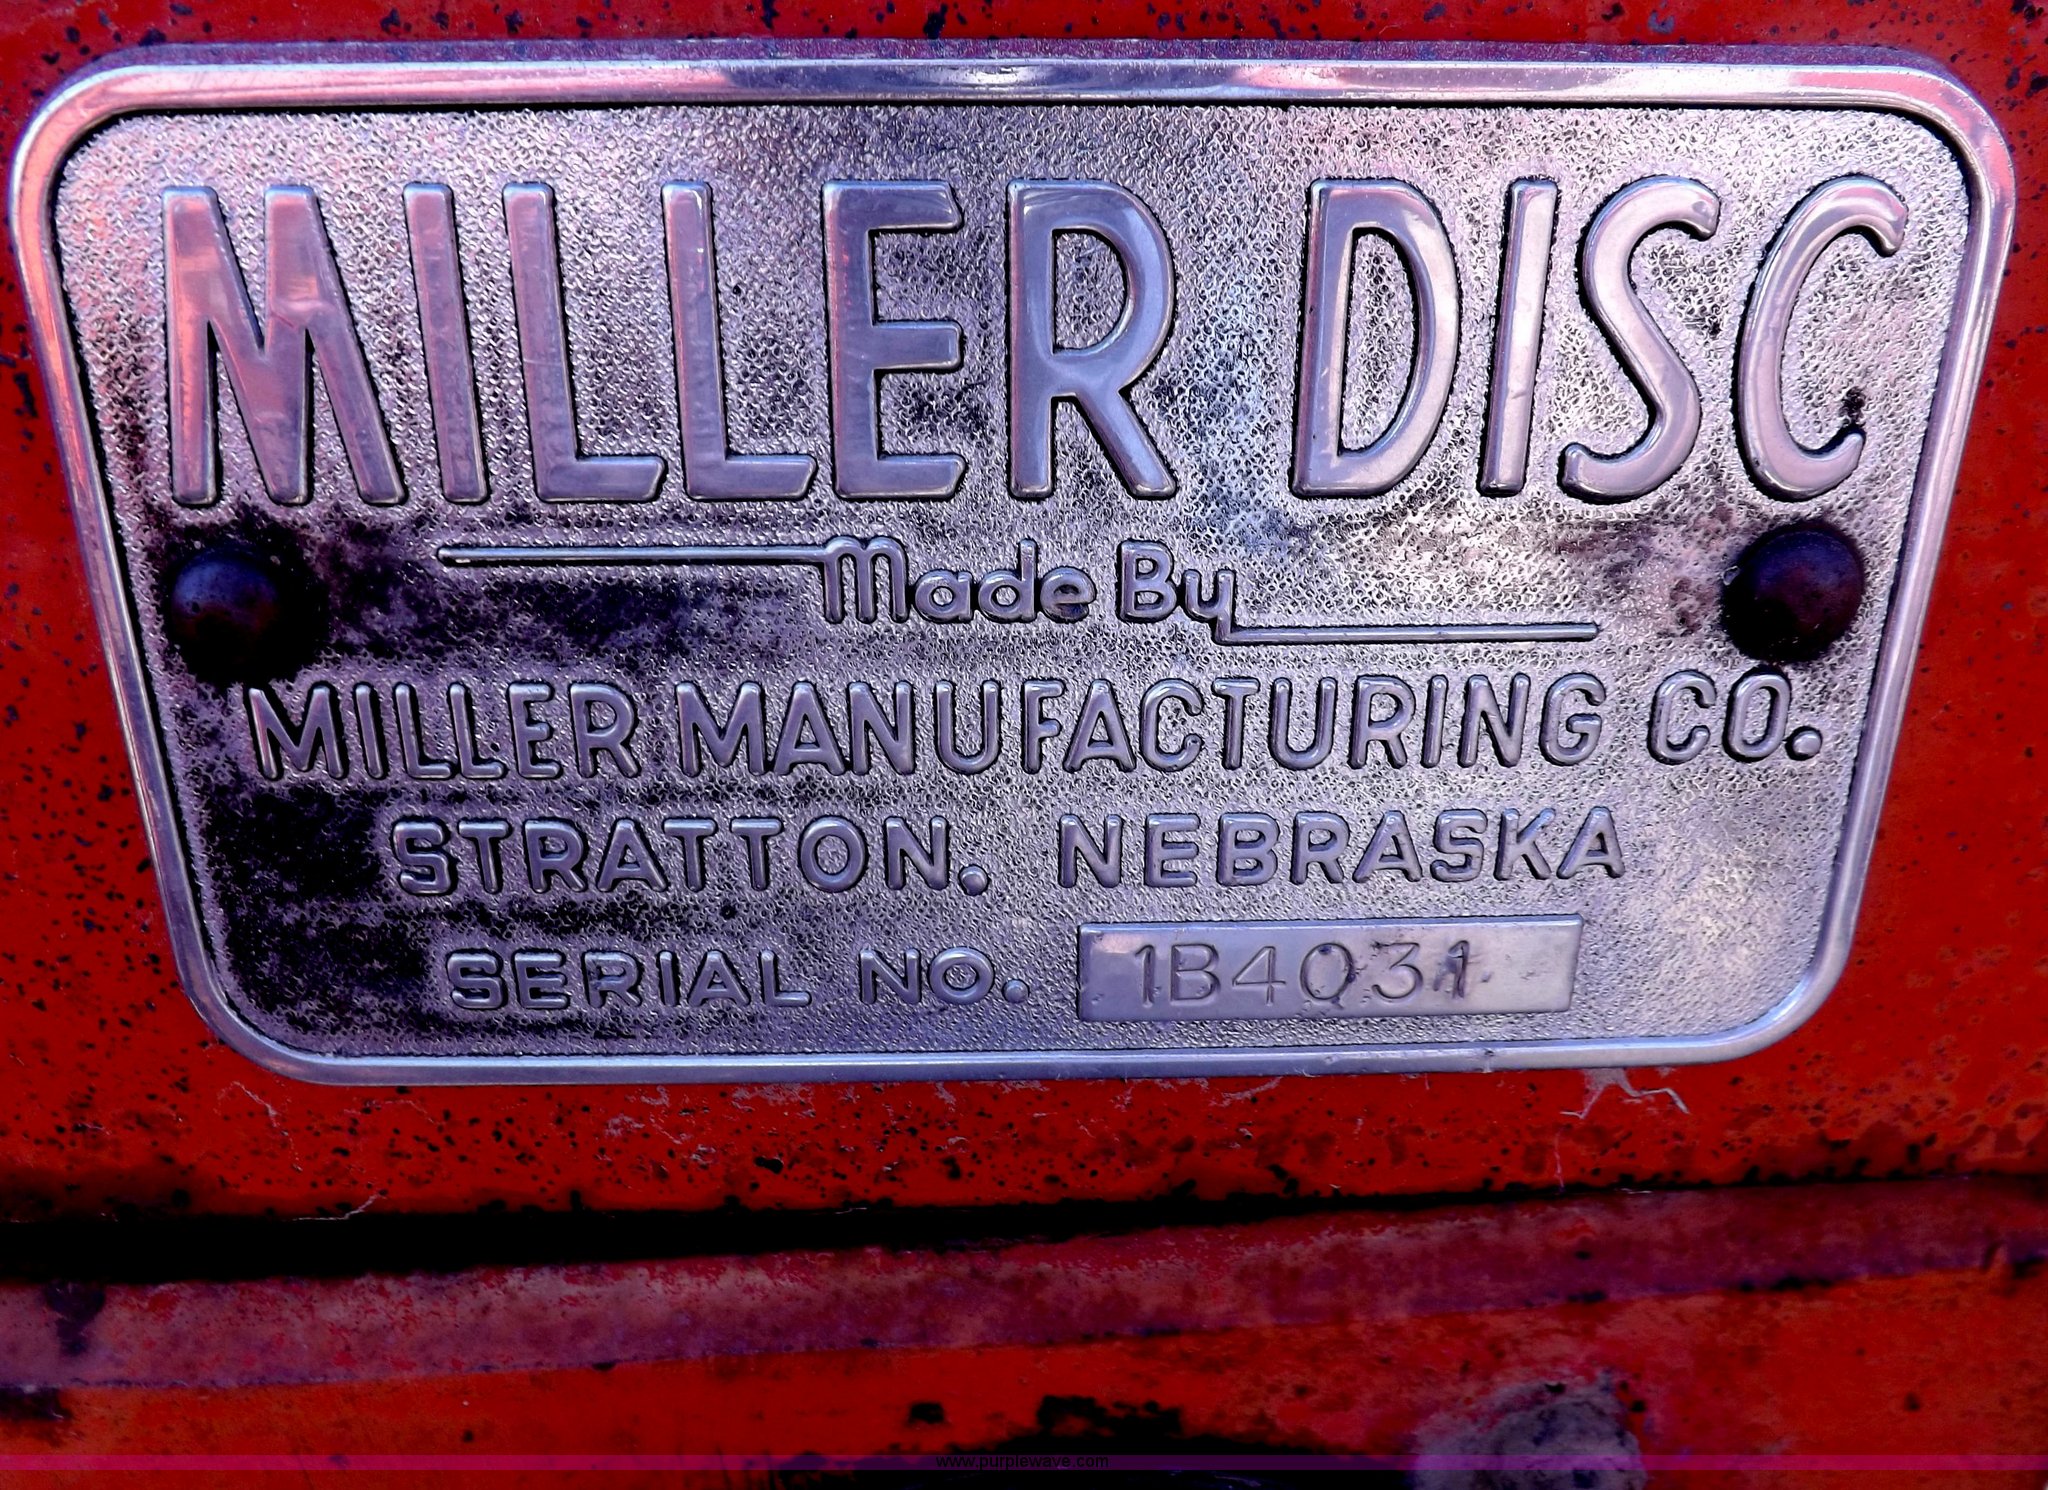 MILLER DISC
Made By
MILLER MANUFACTURING CO.
STRATTON, NEBRASKA
SERIAL NO. 1B4031
www.purplewave.com